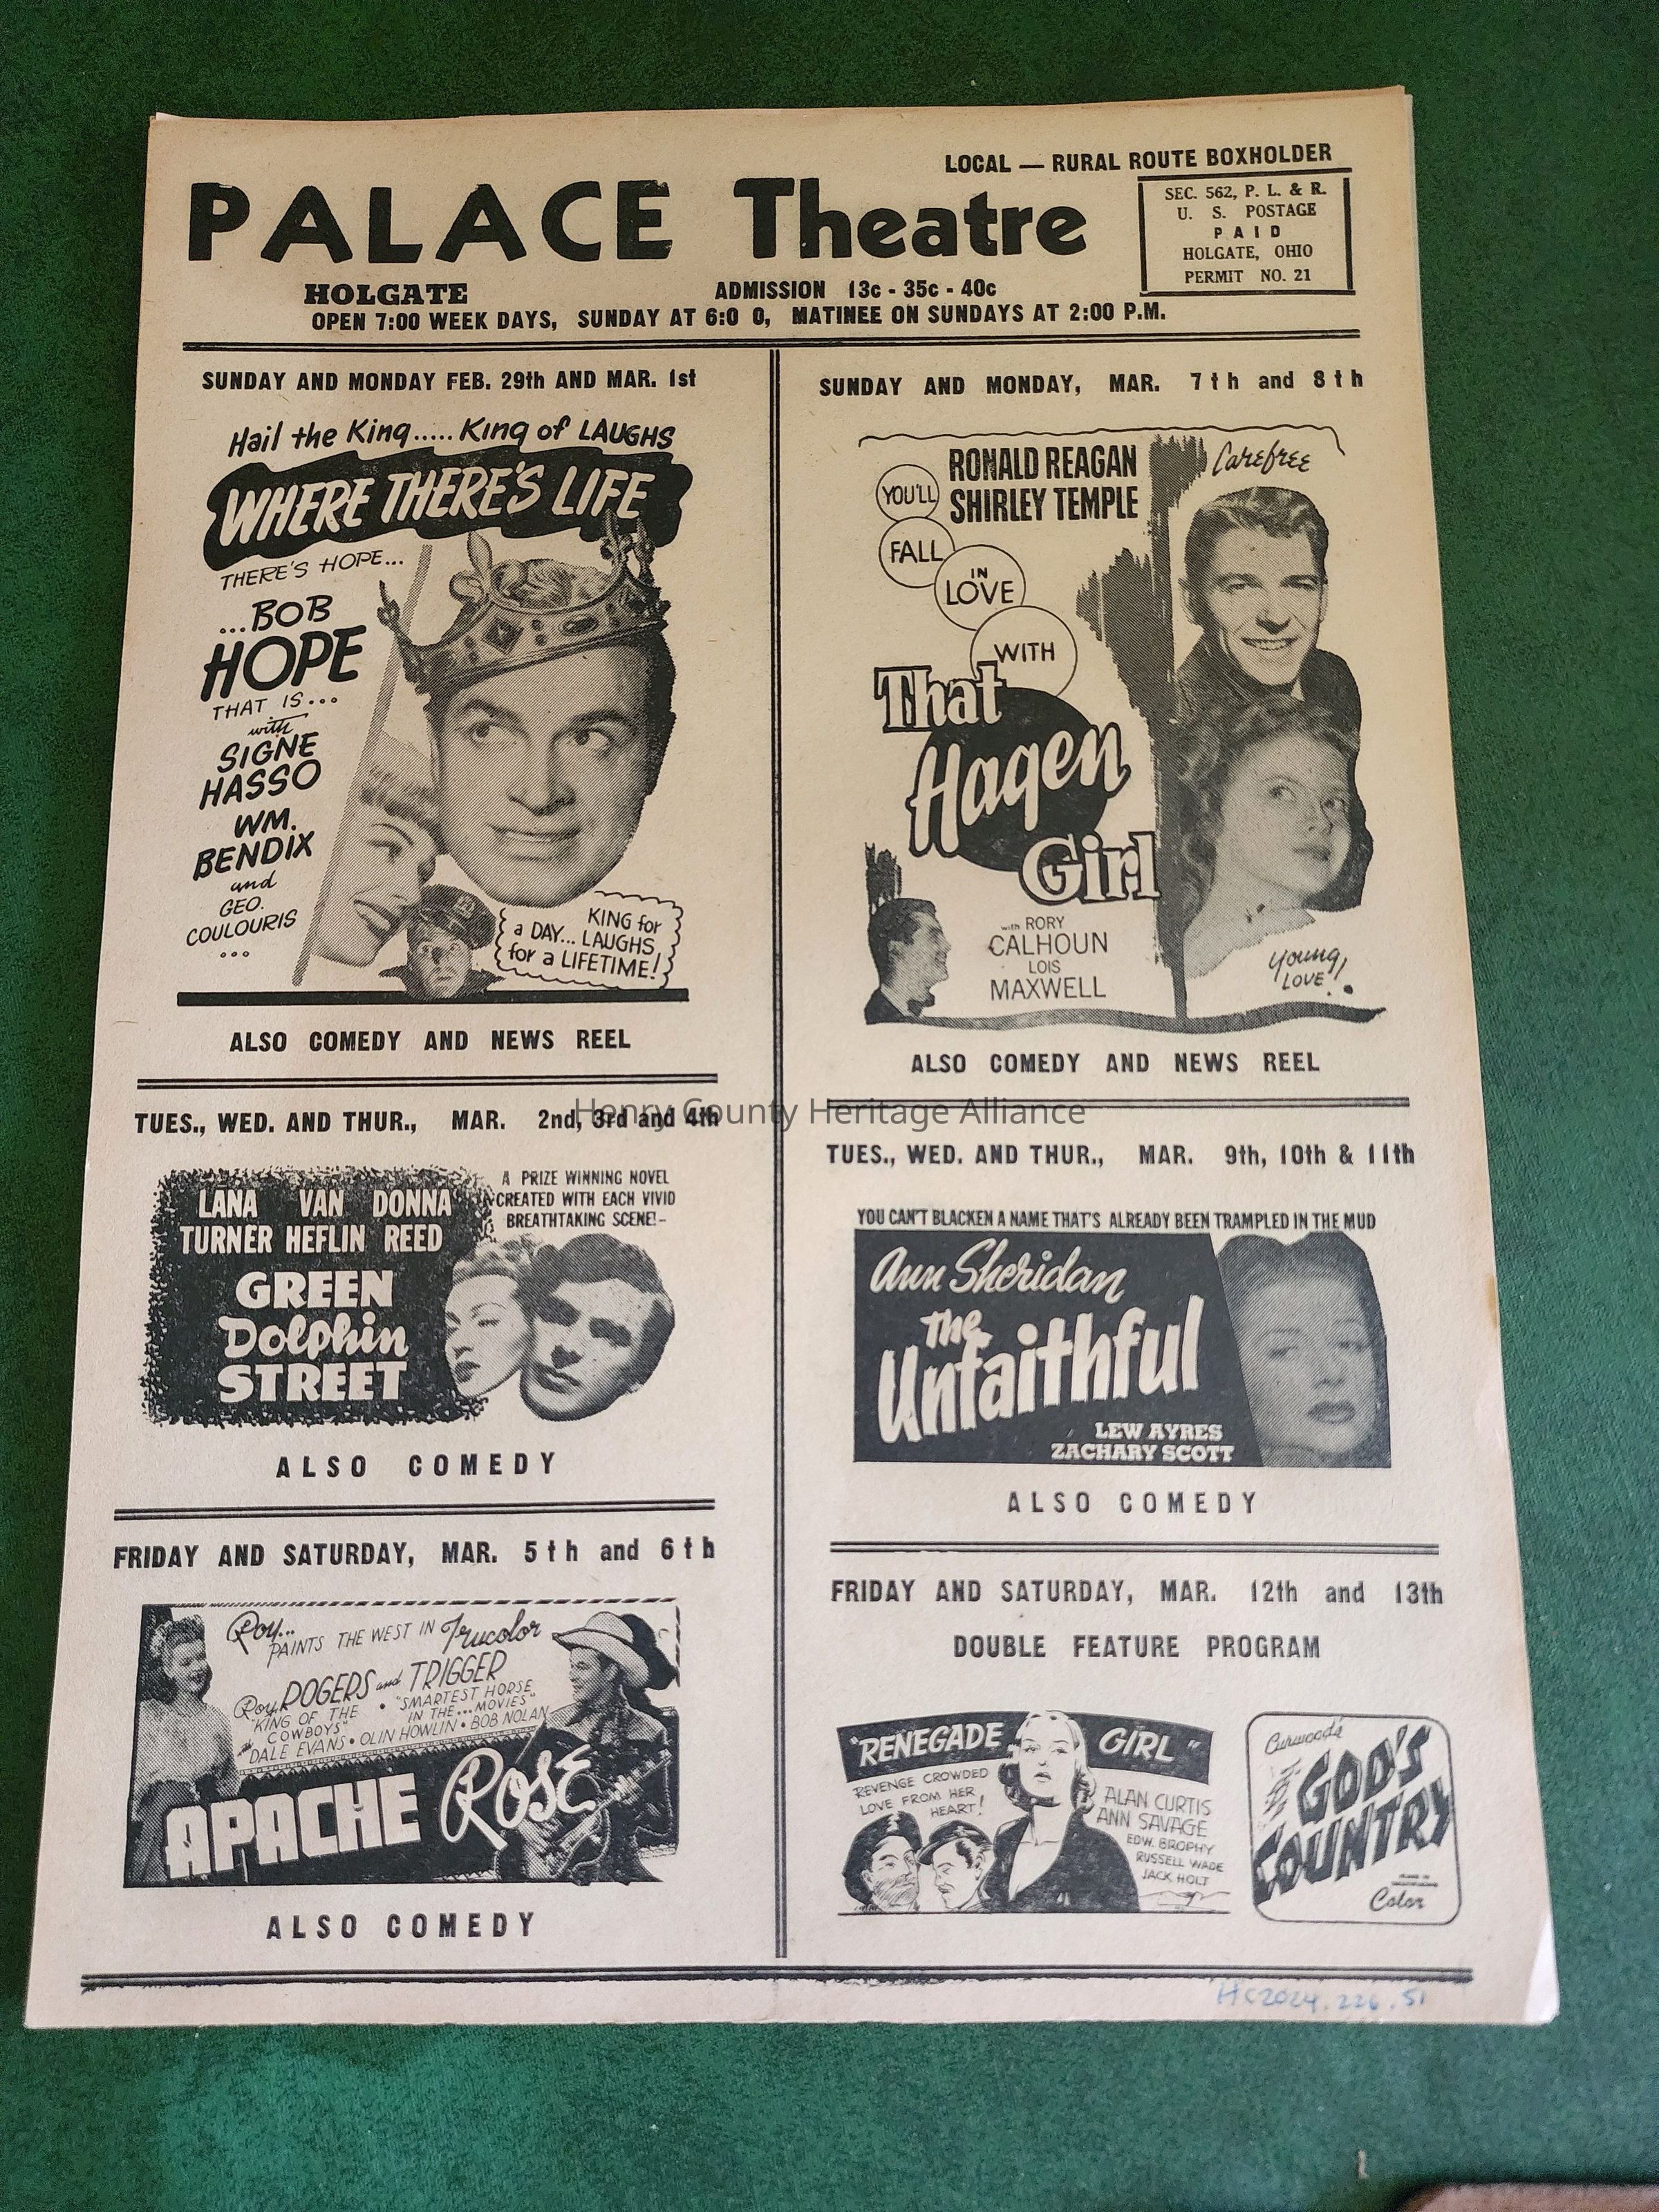 LOCAL — RURAL ROUTE BOXHOLDER
PALACE Theatre
SEC. 562, P. L. & R.
U. S. POSTAGE
PAID
HOLGATE, OHIO
PERMIT NO. 21
HOLGATE
ADMISSION 13c - 35c - 40c
OPEN 7:00 WEEK DAYS, SUNDAY AT 6:0 0, MATINEE ON SUNDAYS AT 2:00 P.M.
SUNDAY AND MONDAY FEB. 29th AND MAR. 1st
Hail the King..... King of LAUGHS
WHERE THERE'S LIFE
THERE'S HOPE...
...BOB
HOPE
THAT IS...
with
SIGNE
HASSO
WM.
BENDIX
and
GEO.
COULOURIS
...
KING for
a DAY... LAUGHS
for a LIFETIME!
ALSO COMEDY AND NEWS REEL
TUES., WED. AND THUR., MAR. 2nd, 3rd and 4th
LANA VAN DONNA
TURNER HEFLIN REED
GREEN
Dolphin
STREET
A PRIZE WINNING NOVEL
CREATED WITH EACH VIVID
BREATHTAKING SCENE!-
ALSO COMEDY
FRIDAY AND SATURDAY, MAR. 5th and 6th
Roy...
PAINTS THE WEST IN Trucolor
Roy ROGERS and TRIGGER
"KING OF THE
COWBOYS"
• "SMARTEST HORSE
IN THE... MOVIES"
with
DALE EVANS • OLIN HOWLIN • BOB NOLAN
APACHE Rose
ALSO COMEDY
SUNDAY AND MONDAY, MAR. 7th and 8th
RONALD REAGAN
SHIRLEY TEMPLE
Carefree
YOU'LL
FALL
IN
LOVE
WITH
That
Hagen
Girl
with RORY
CALHOUN
LOIS
MAXWELL
young
LOVE!
ALSO COMEDY AND NEWS REEL
TUES., WED. AND THUR., MAR. 9th, 10th & 11th
YOU CAN'T BLACKEN A NAME THAT'S ALREADY BEEN TRAMPLED IN THE MUD
Ann Sheridan
The
Unfaithful
LEW AYRES
ZACHARY SCOTT
ALSO COMEDY
FRIDAY AND SATURDAY, MAR. 12th and 13th
DOUBLE FEATURE PROGRAM
"RENEGADE GIRL"
REVENGE CROWDED
LOVE FROM HER
HEART!
ALAN CURTIS
ANN SAVAGE
EDW. BROPHY
RUSSELL WADE
JACK HOLT
Curwood's
GOD'S
COUNTRY
Color
HC2024.226.51
Henry County Heritage Alliance